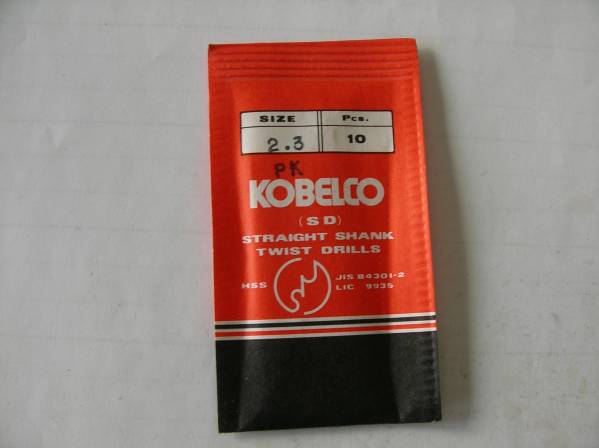 SIZE Pcs.
2.3 10
PK
KOBELCO
(SD)
STRAIGHT SHANK
TWIST DRILLS
HSS JIS B4301-2
LIC 9935